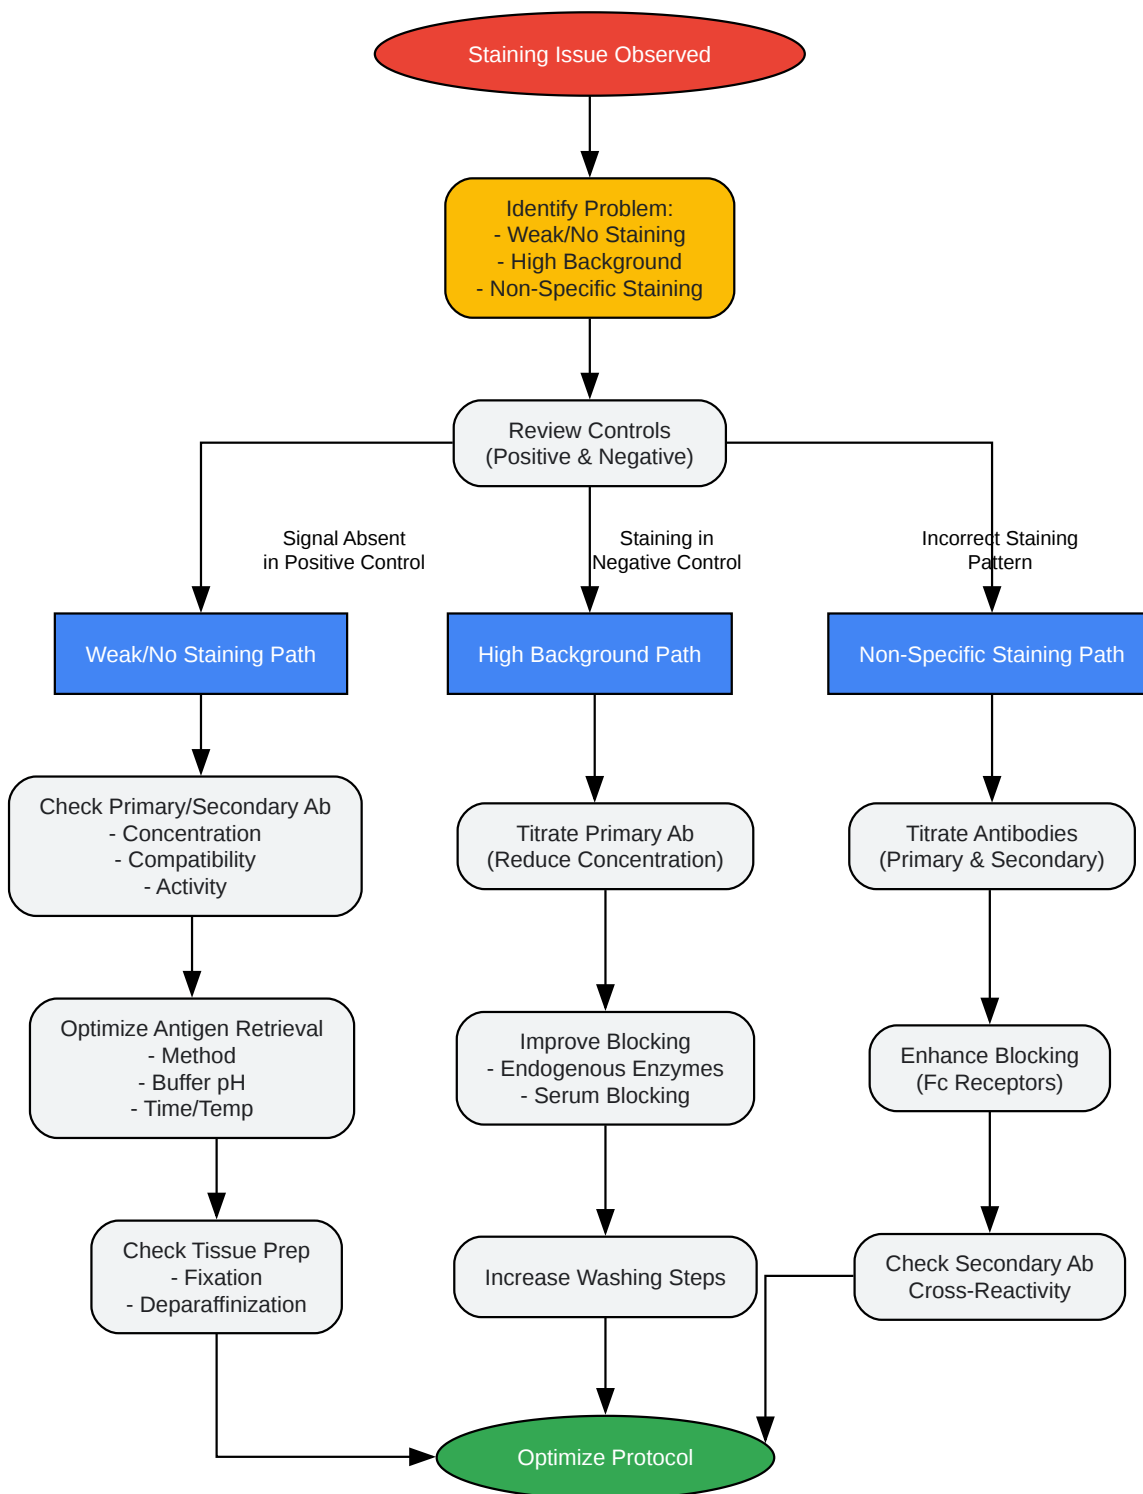 Staining Issue Observed
Identify Problem:
- Weak/No Staining
- High Background
- Non-Specific Staining
Review Controls
(Positive & Negative)
Signal Absent
in Positive Control
Staining in
Negative Control
Incorrect Staining
Pattern
Weak/No Staining Path
High Background Path
Non-Specific Staining Path
Check Primary/Secondary Ab
- Concentration
- Compatibility
- Activity
Titrate Primary Ab
(Reduce Concentration)
Titrate Antibodies
(Primary & Secondary)
Optimize Antigen Retrieval
- Method
- Buffer pH
- Time/Temp
Improve Blocking
- Endogenous Enzymes
- Serum Blocking
Enhance Blocking
(Fc Receptors)
Check Tissue Prep
- Fixation
- Deparaffinization
Increase Washing Steps
Check Secondary Ab
Cross-Reactivity
Optimize Protocol